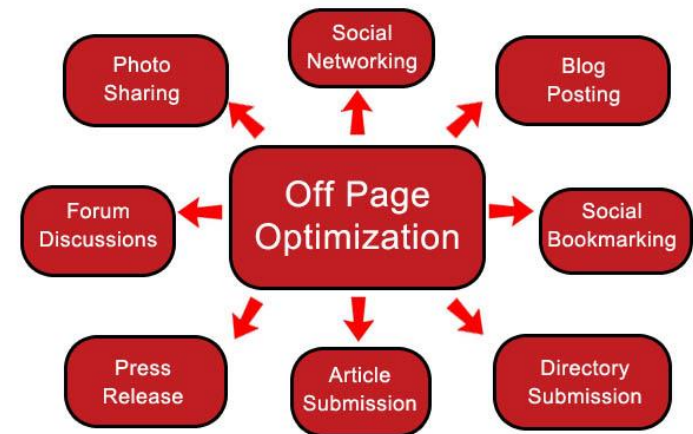 Social
Networking
Photo
Sharing
Blog
Posting
Off Page
Optimization
Forum
Discussions
Social
Bookmarking
Press
Release
Article
Submission
Directory
Submission